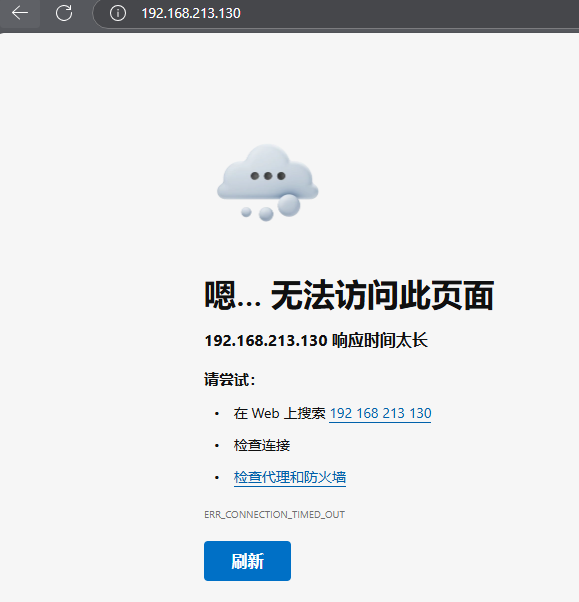 192.168.213.130
嗯... 无法访问此页面
192.168.213.130 响应时间太长
请尝试：
• 在 Web 上搜索 192 168 213 130
• 检查连接
• 检查代理和防火墙
ERR_CONNECTION_TIMED_OUT
刷新